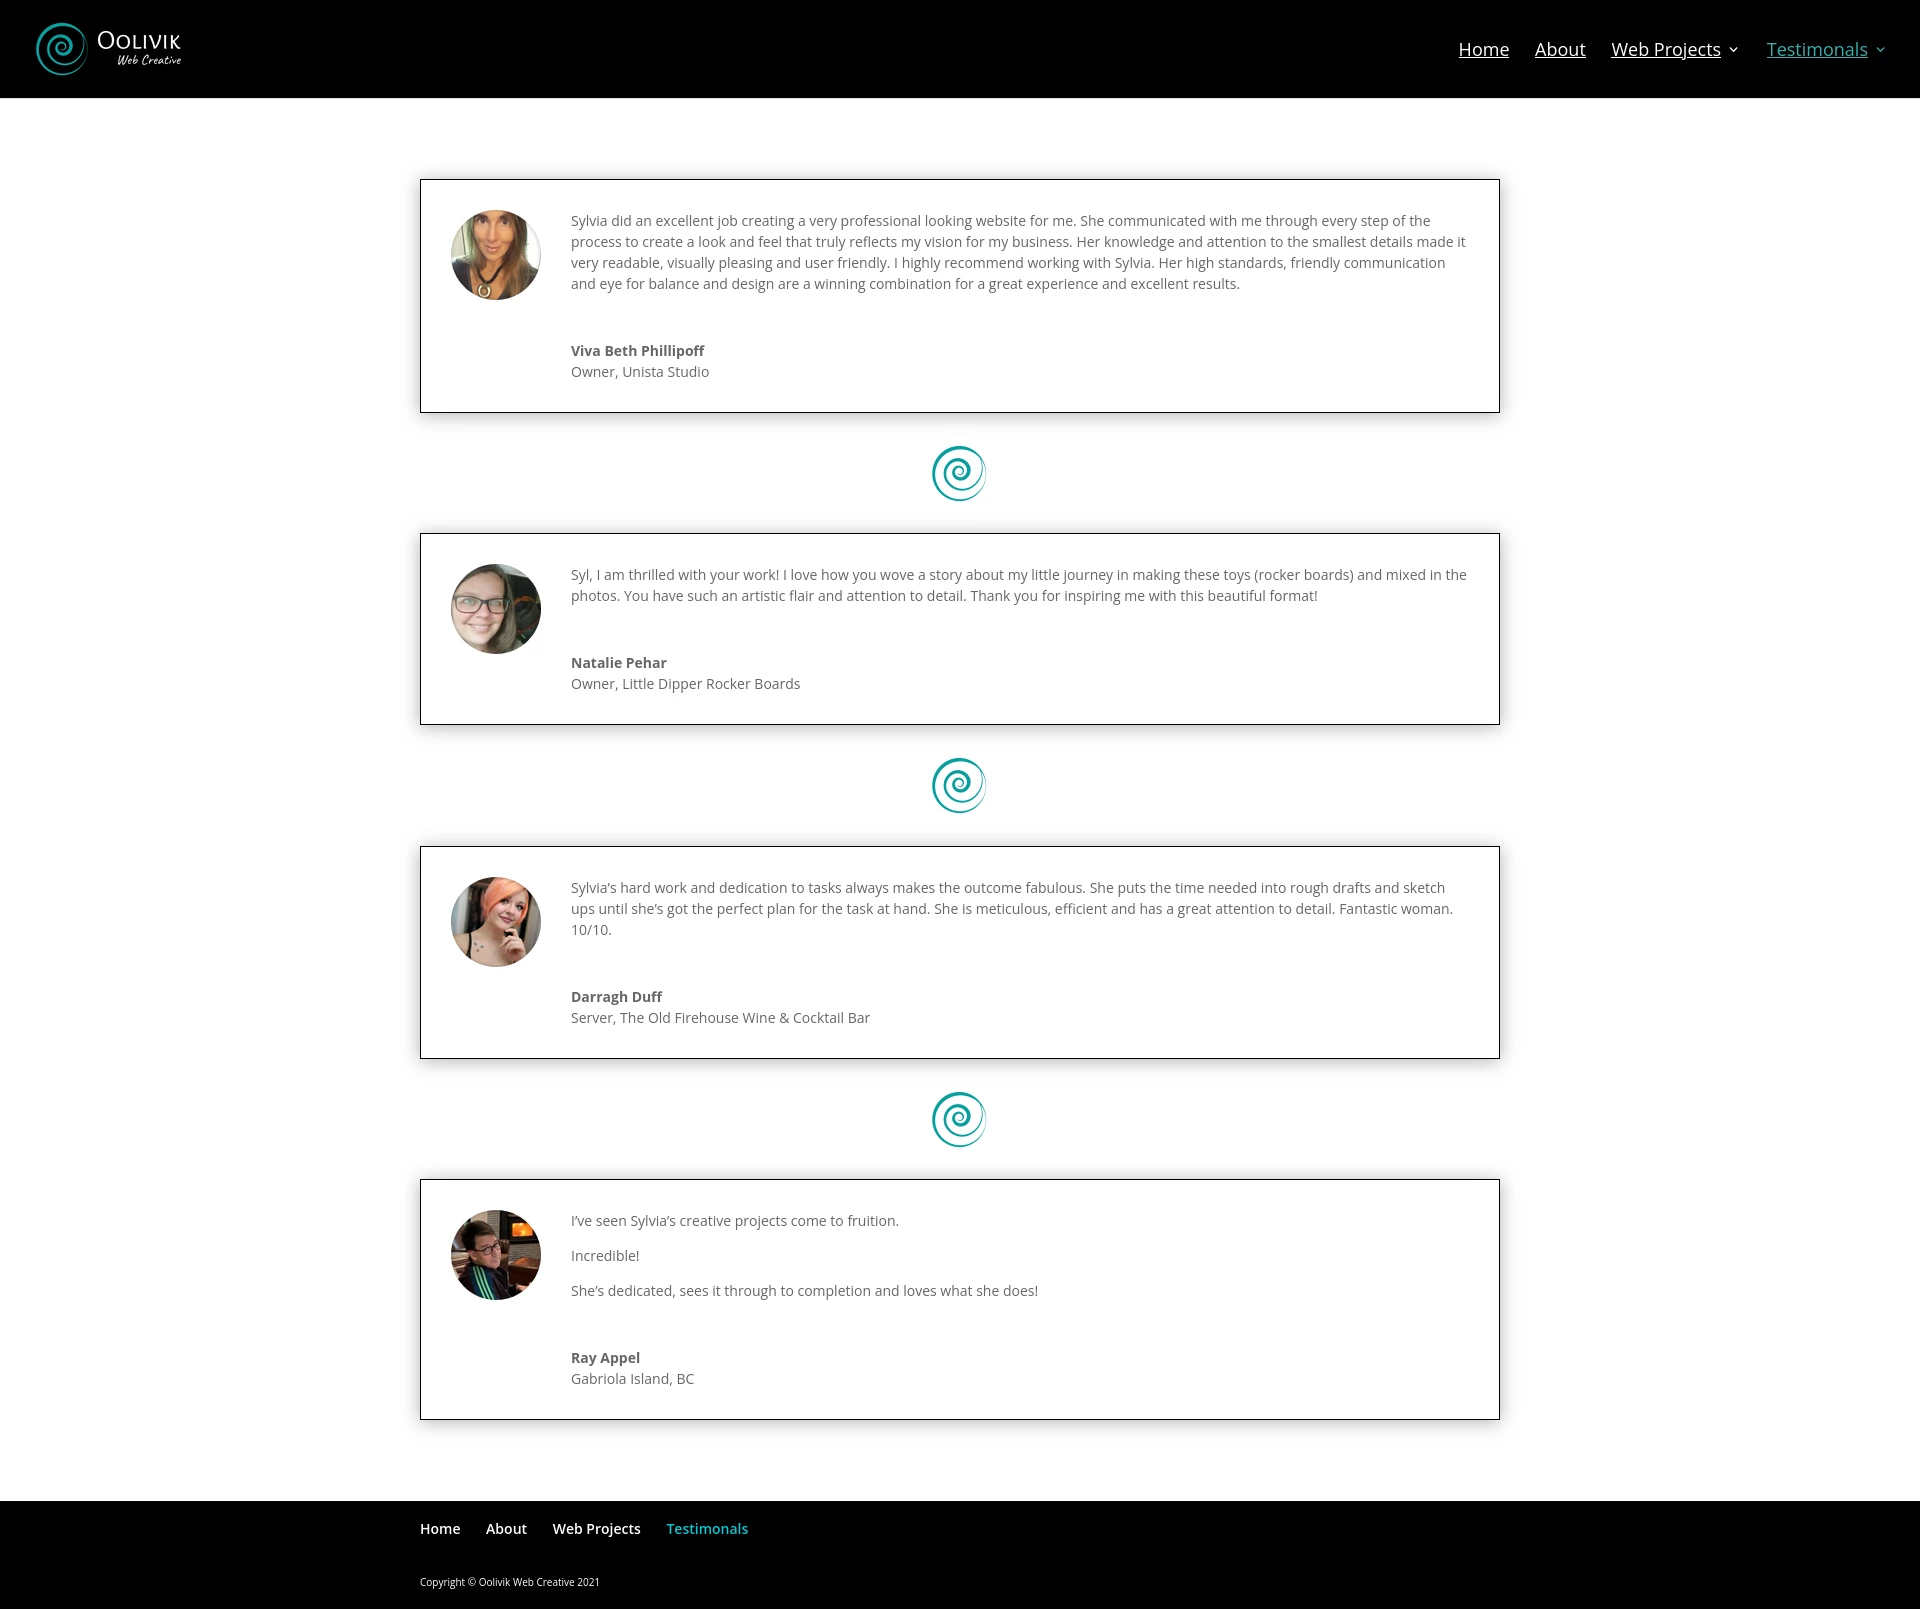 OOLIVIK
Web Creative
Home
About
Web Projects
Testimonals
Sylvia did an excellent job creating a very professional looking website for me. She communicated with me through every step of the
process to create a look and feel that truly reflects my vision for my business. Her knowledge and attention to the smallest details made it
very readable, visually pleasing and user friendly. I highly recommend working with Sylvia. Her high standards, friendly communication
and eye for balance and design are a winning combination for a great experience and excellent results.
Viva Beth Phillipoff
Owner, Unista Studio
Syl, I am thrilled with your work! I love how you wove a story about my little journey in making these toys (rocker boards) and mixed in the
photos. You have such an artistic flair and attention to detail. Thank you for inspiring me with this beautiful format!
Natalie Pehar
Owner, Little Dipper Rocker Boards
Sylvia’s hard work and dedication to tasks always makes the outcome fabulous. She puts the time needed into rough drafts and sketch
ups until she’s got the perfect plan for the task at hand. She is meticulous, efficient and has a great attention to detail. Fantastic woman.
10/10.
Darragh Duff
Server, The Old Firehouse Wine & Cocktail Bar
I’ve seen Sylvia’s creative projects come to fruition.
Incredible!
She’s dedicated, sees it through to completion and loves what she does!
Ray Appel
Gabriola Island, BC
Home
About
Web Projects
Testimonals
Copyright © Oolivik Web Creative 2021